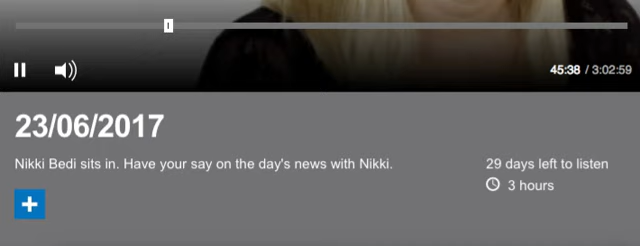 45:38 / 3:02:59
23/06/2017
Nikki Bedi sits in. Have your say on the day's news with Nikki.
29 days left to listen
3 hours